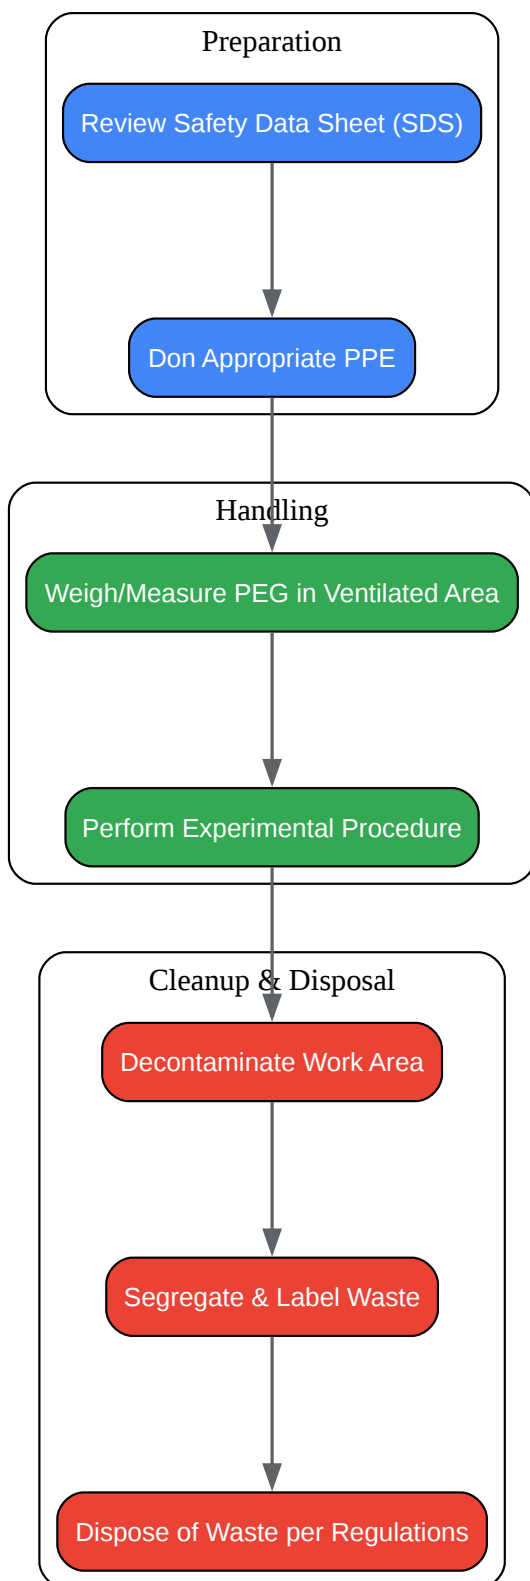 Preparation
Review Safety Data Sheet (SDS)
Don Appropriate PPE
Handling
Weigh/Measure PEG in Ventilated Area
Perform Experimental Procedure
Cleanup & Disposal
Decontaminate Work Area
Segregate & Label Waste
Dispose of Waste per Regulations